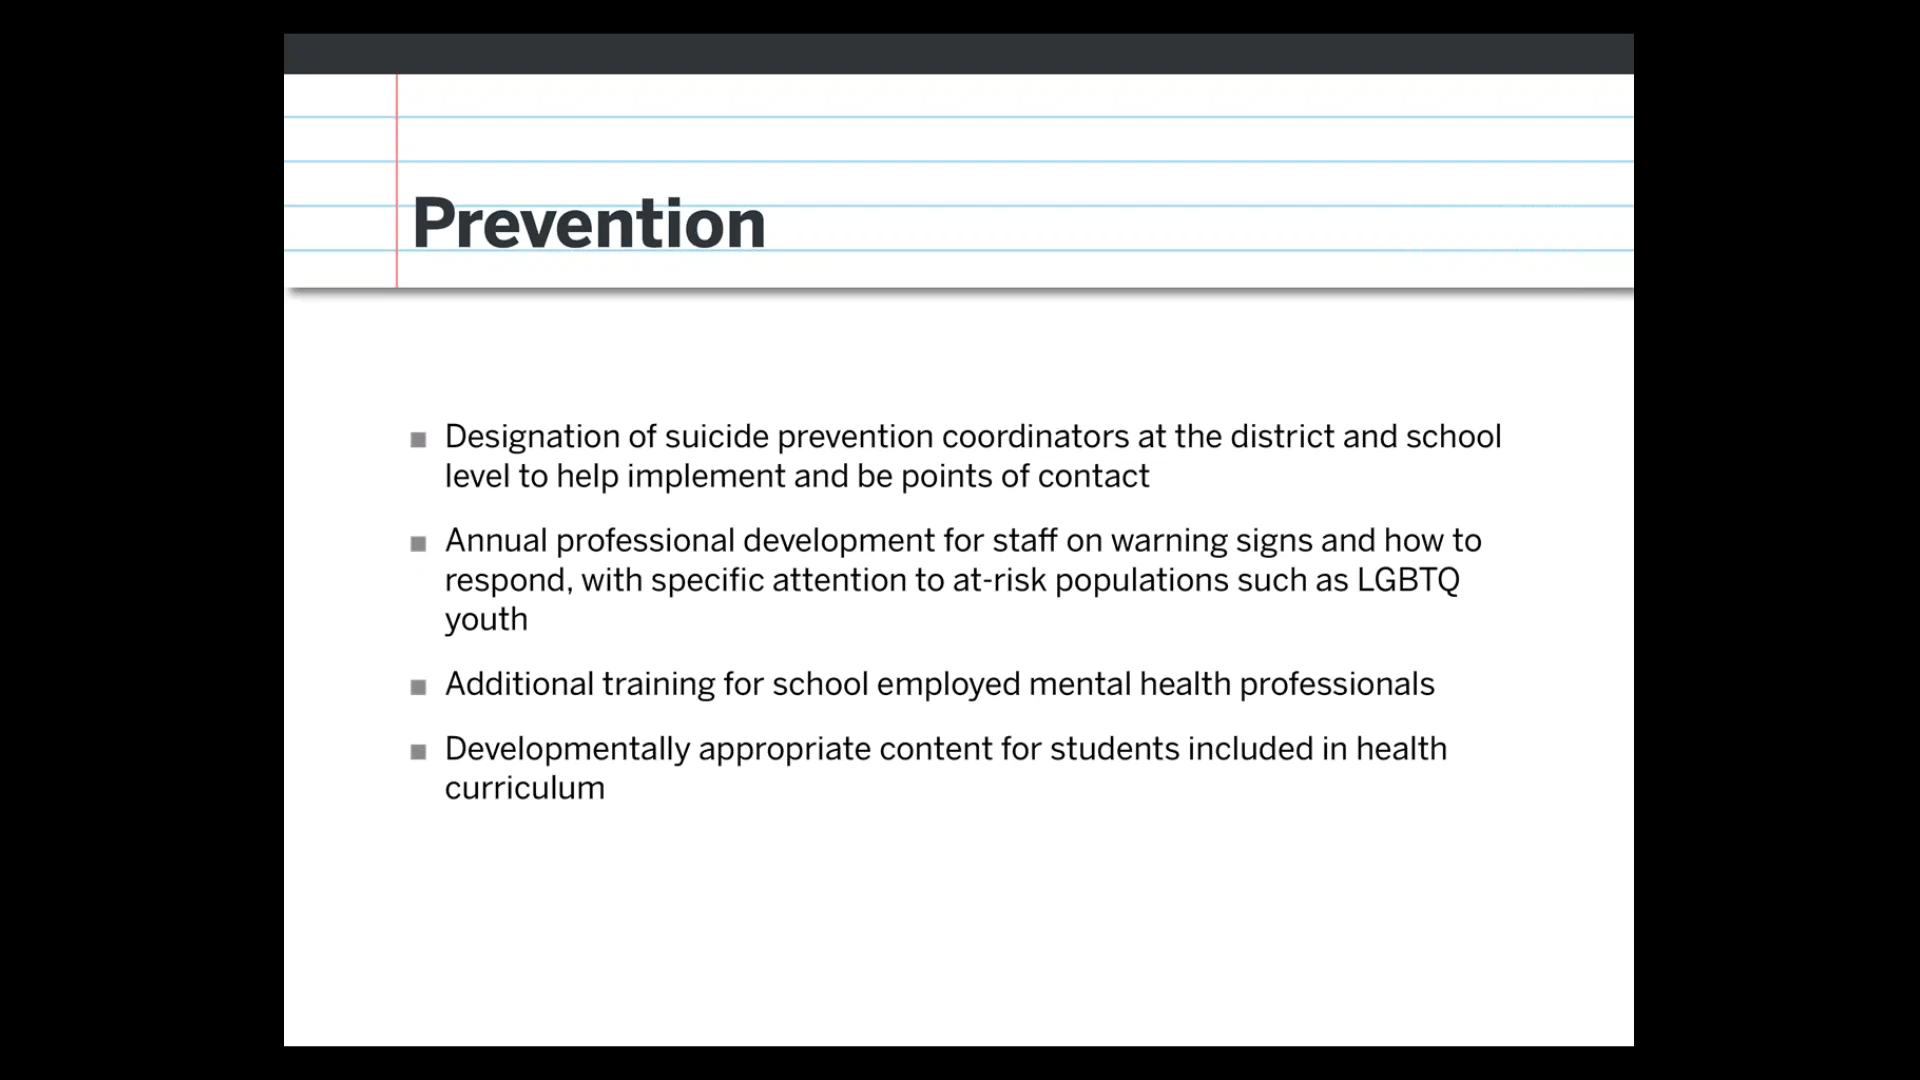 Prevention
Designation of suicide prevention coordinators at the district and school
level to help implement and be points of contact
Annual professional development for staff on warning signs and how to
respond, with specific attention to at-risk populations such as LGBTQ
youth
Additional training for school employed mental health professionals
Developmentally appropriate content for students included in health
curriculum